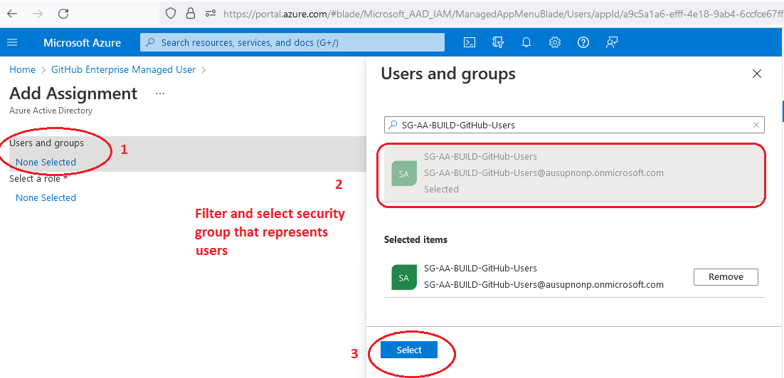 https://portal.azure.com/#blade/Microsoft_AAD_IAM/ManagedAppMenuBlade/Users/appId/a9c5a1a6-efff-4e18-9ab4-6ccfce67ff
Microsoft Azure
Search resources, services, and docs (G+/)
Home > GitHub Enterprise Managed User >
Add Assignment ...
Azure Active Directory
Users and groups
None Selected
1
Select a role *
None Selected
2
Filter and select security
group that represents
users
Users and groups
SG-AA-BUILD-GitHub-Users
SA
SG-AA-BUILD-GitHub-Users
SG-AA-BUILD-GitHub-Users@ausupnonp.onmicrosoft.com
Selected
Selected items
SA
SG-AA-BUILD-GitHub-Users
SG-AA-BUILD-GitHub-Users@ausupnonp.onmicrosoft.com
Remove
3
Select